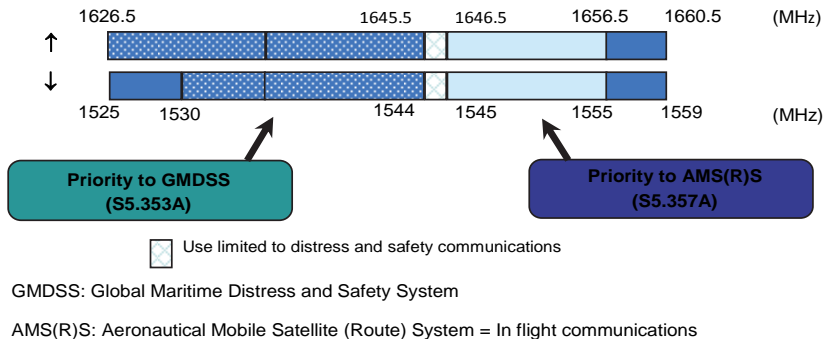 1626.5 1645.5 1646.5 1656.5 1660.5 (MHz)
↑
↓
1525 1530 1544 1545 1555 1559 (MHz)
Priority to GMDSS
(S5.353A)
Priority to AMS(R)S
(S5.357A)
Use limited to distress and safety communications
GMDSS: Global Maritime Distress and Safety System
AMS(R)S: Aeronautical Mobile Satellite (Route) System = In flight communications